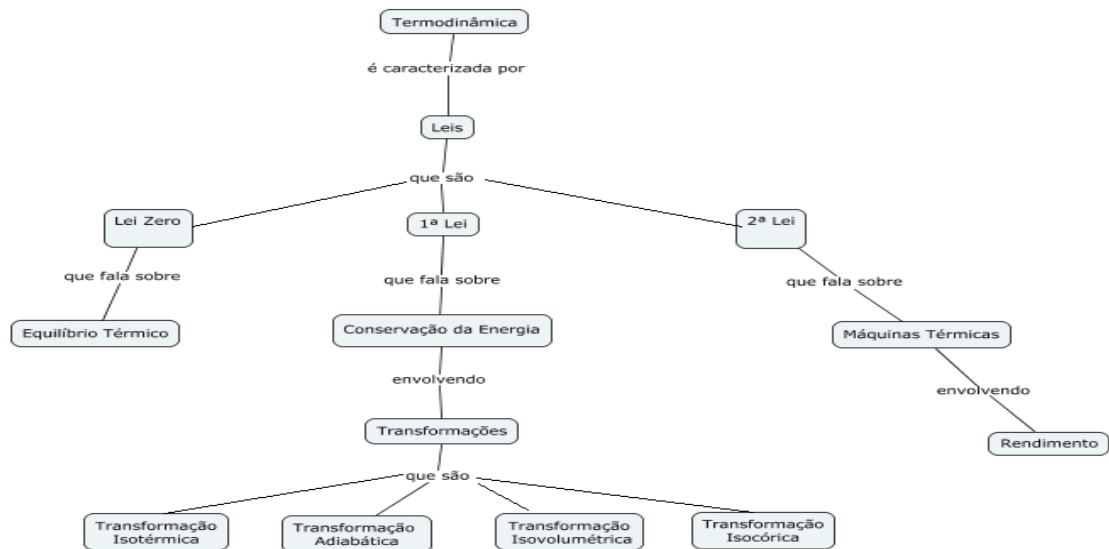 Termodinâmica
é caracterizada por
Leis
que são
Lei Zero
1ª Lei
2ª Lei
que fala sobre
que fala sobre
que fala sobre
Equilíbrio Térmico
Conservação da Energia
Máquinas Térmicas
envolvendo
envolvendo
Transformações
Rendimento
que são
Transformação
Isotérmica
Transformação
Adiabática
Transformação
Isovolumétrica
Transformação
Isocórica